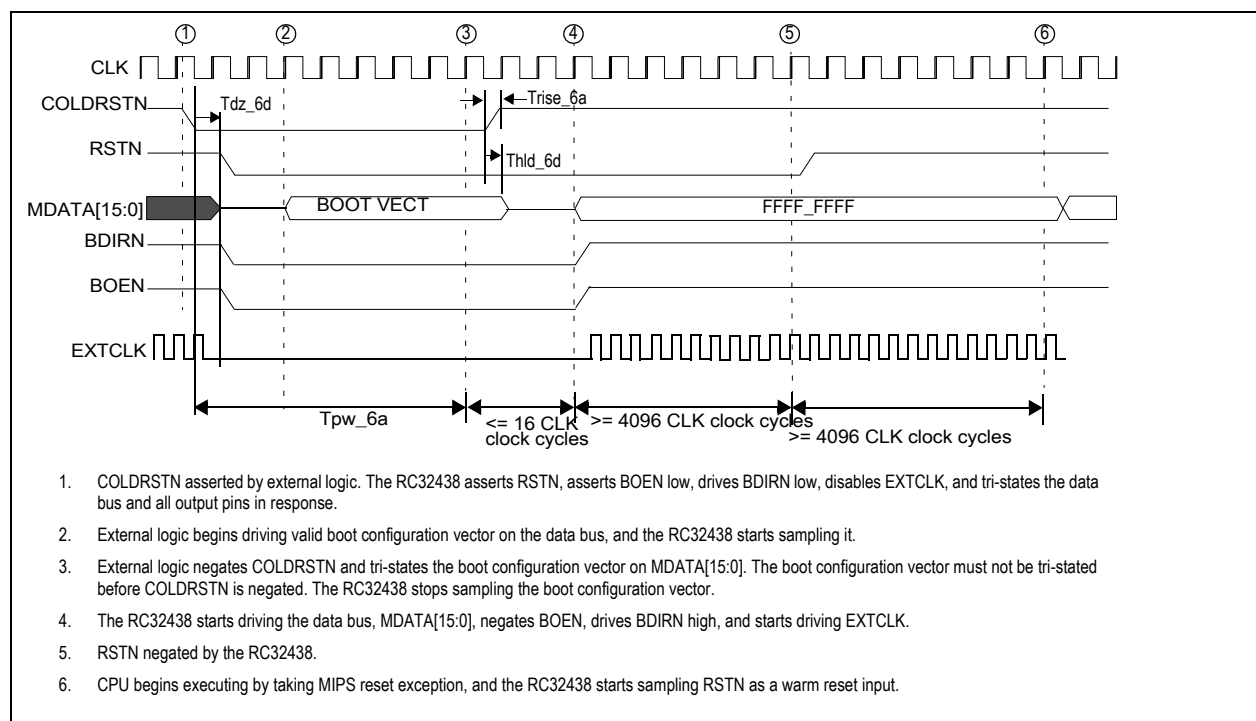 1 2 3 4 5 6
CLK
COLDRSTN
Tdz_6d
Trise_6a
RSTN
Thld_6d
MDATA[15:0]
BOOT VECT
FFFF_FFFF
BDIRN
BOEN
EXTCLK
Tpw_6a
<= 16 CLK
clock cycles
>= 4096 CLK clock cycles
>= 4096 CLK clock cycles
1. COLDRSTN asserted by external logic. The RC32438 asserts RSTN, asserts BOEN low, drives BDIRN low, disables EXTCLK, and tri-states the data
bus and all output pins in response.
2. External logic begins driving valid boot configuration vector on the data bus, and the RC32438 starts sampling it.
3. External logic negates COLDRSTN and tri-states the boot configuration vector on MDATA[15:0]. The boot configuration vector must not be tri-stated
before COLDRSTN is negated. The RC32438 stops sampling the boot configuration vector.
4. The RC32438 starts driving the data bus, MDATA[15:0], negates BOEN, drives BDIRN high, and starts driving EXTCLK.
5. RSTN negated by the RC32438.
6. CPU begins executing by taking MIPS reset exception, and the RC32438 starts sampling RSTN as a warm reset input.